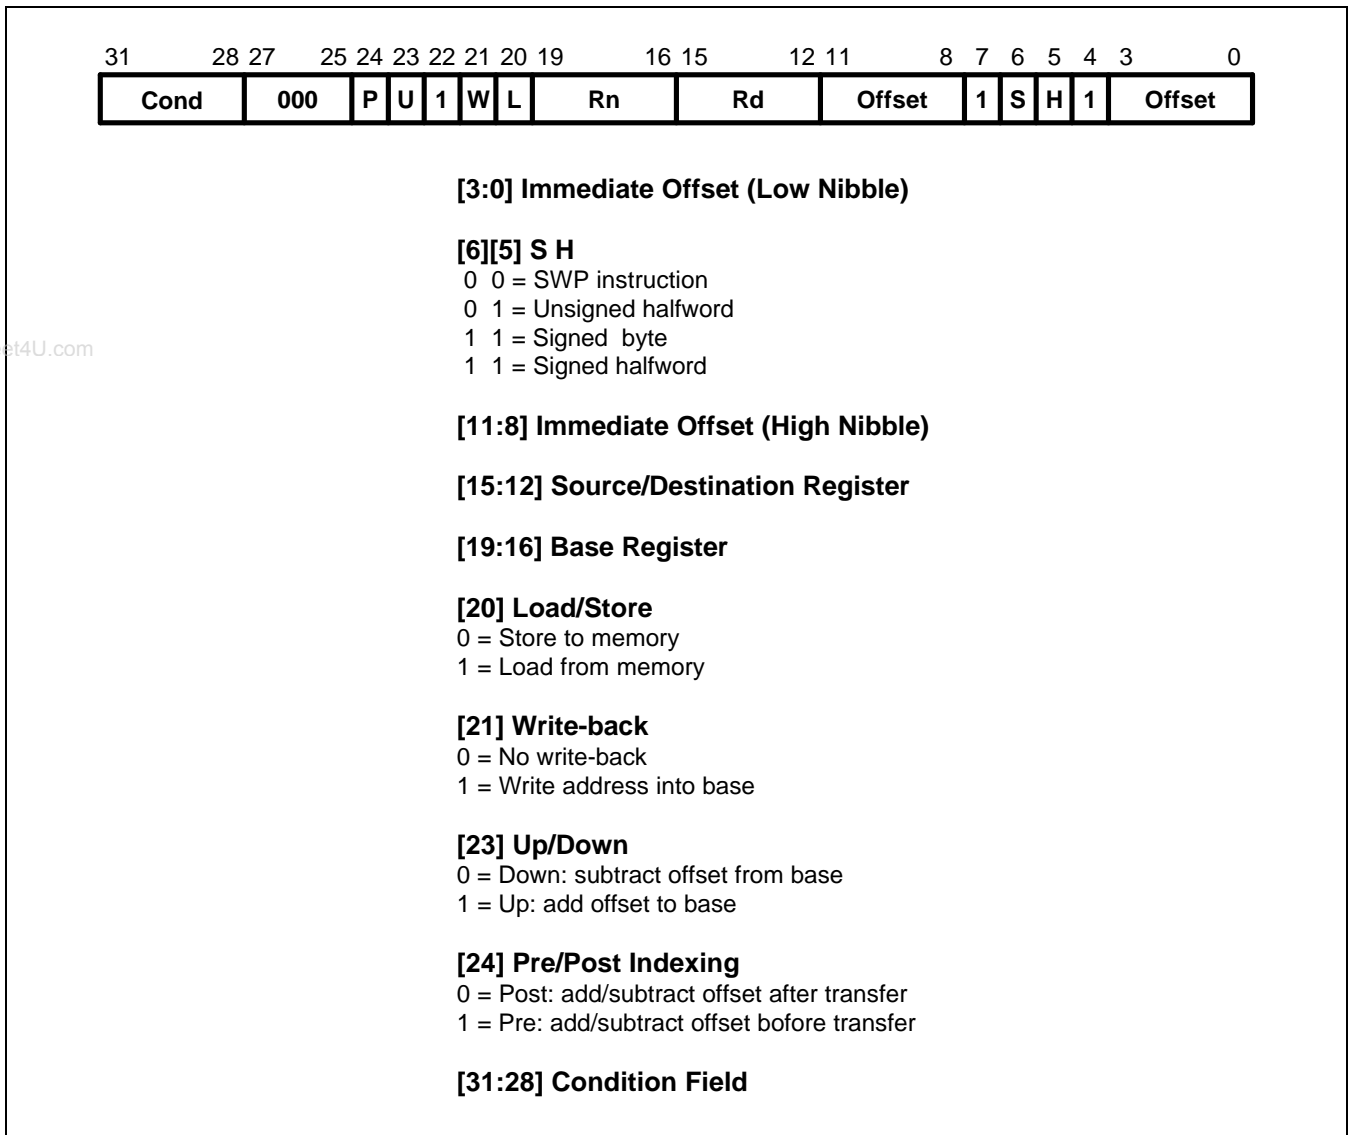 31 28 27 25 24 23 22 21 20 19 16 15 12 11 8 7 6 5 4 3 0
Cond 000 P U 1 W L Rn Rd Offset 1 S H 1 Offset
[3:0] Immediate Offset (Low Nibble)
[6][5] S H
0 0 = SWP instruction
0 1 = Unsigned halfword
1 1 = Signed byte
1 1 = Signed halfword
et4U.com
[11:8] Immediate Offset (High Nibble)
[15:12] Source/Destination Register
[19:16] Base Register
[20] Load/Store
0 = Store to memory
1 = Load from memory
[21] Write-back
0 = No write-back
1 = Write address into base
[23] Up/Down
0 = Down: subtract offset from base
1 = Up: add offset to base
[24] Pre/Post Indexing
0 = Post: add/subtract offset after transfer
1 = Pre: add/subtract offset bofore transfer
[31:28] Condition Field